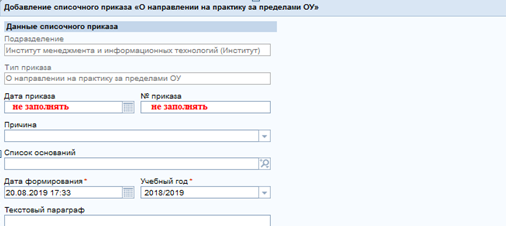 Добавление списочного приказа «О направлении на практику за пределами ОУ»
Данные списочного приказа
Подразделение
Институт менеджмента и информационных технологий (Институт)
Тип приказа
О направлении на практику за пределами ОУ
Дата приказа № приказа
не заполнять не заполнять
Причина
Список оснований
Дата формирования * Учебный год *
20.08.2019 17:33 2018/2019
Текстовый параграф